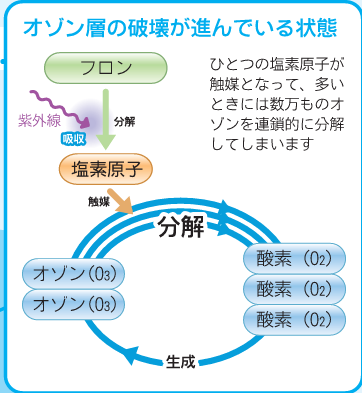 オゾン層の破壊が進んでいる状態
フロン
ひとつの塩素原子が
触媒となって、多い
ときには数万ものオ
ゾンを連鎖的に分解
してしまいます
紫外線
分解
吸収
塩素原子
触媒
分解
オゾン(O3)
オゾン(O3)
酸素（O2）
酸素（O2）
酸素（O2）
生成